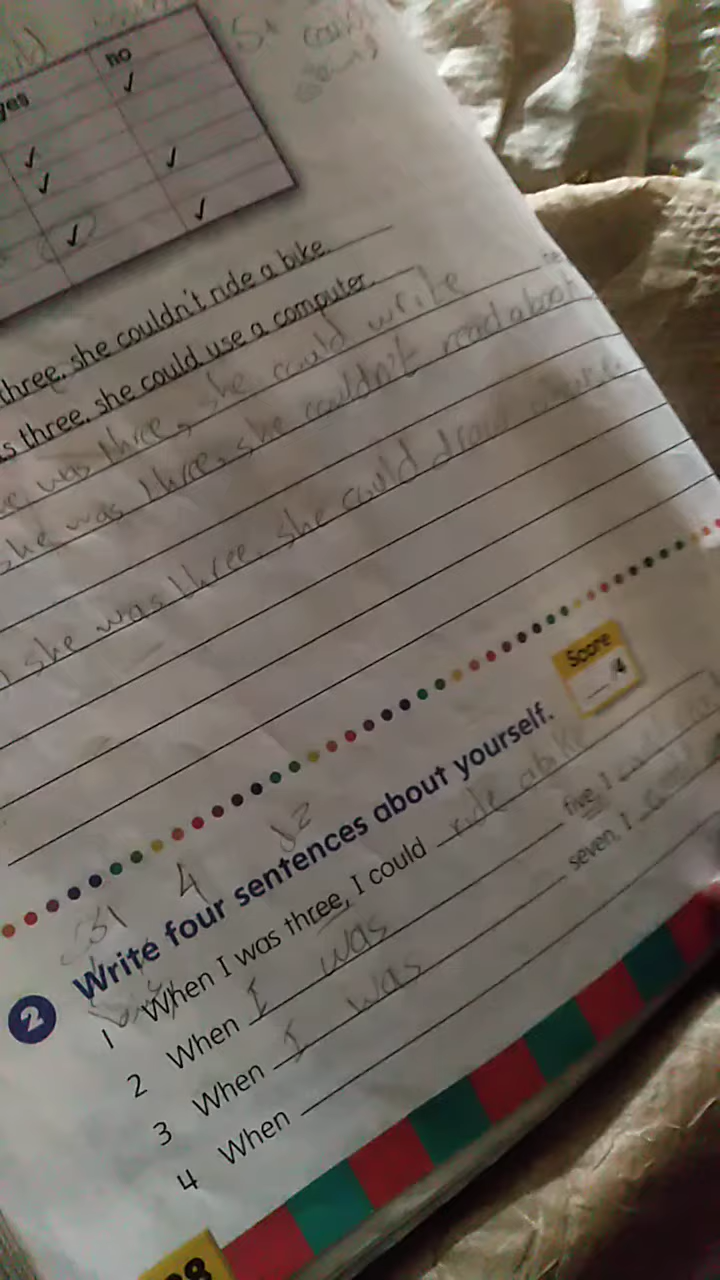 yes no
three, she couldn't ride a bike.
s three, she could use a computer.
was three, she could write
she was three, she couldn't read a book
she was three, she could draw
Score
/4
2 Write four sentences about yourself.
1 When I was three, I could ride a bike
2 When I was five, I
3 When I was seven, I
4 When